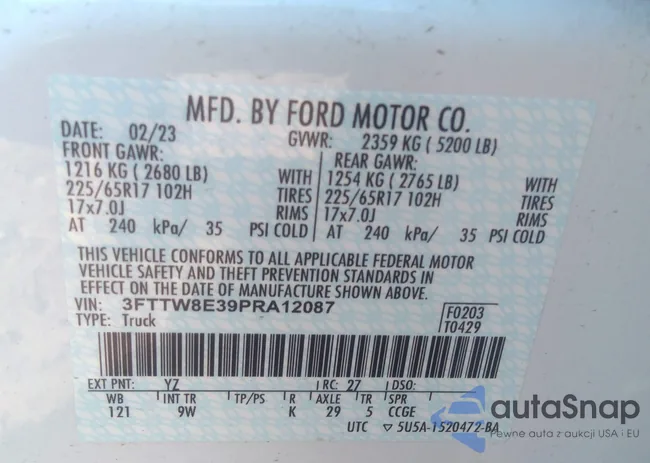 MFD. BY FORD MOTOR CO.
DATE: 02/23 GVWR: 2359 KG ( 5200 LB)
FRONT GAWR: REAR GAWR:
1216 KG ( 2680 LB) WITH 1254 KG ( 2765 LB) WITH
225/65R17 102H TIRES 225/65R17 102H TIRES
17x7.0J RIMS 17x7.0J RIMS
AT 240 kPa/ 35 PSI COLD AT 240 kPa/ 35 PSI COLD
THIS VEHICLE CONFORMS TO ALL APPLICABLE FEDERAL MOTOR
VEHICLE SAFETY AND THEFT PREVENTION STANDARDS IN
EFFECT ON THE DATE OF MANUFACTURE SHOWN ABOVE.
VIN: 3FTTW8E39PRA12087 F0203
TYPE: Truck T0429
EXT PNT: YZ RC: 27 DSO:
WB INT TR TP/PS R AXLE TR SPR
121 9W K 29 5 CCGE
UTC 5U5A-1520472-BA
autaSnap
Pewne auta z aukcji USA i EU